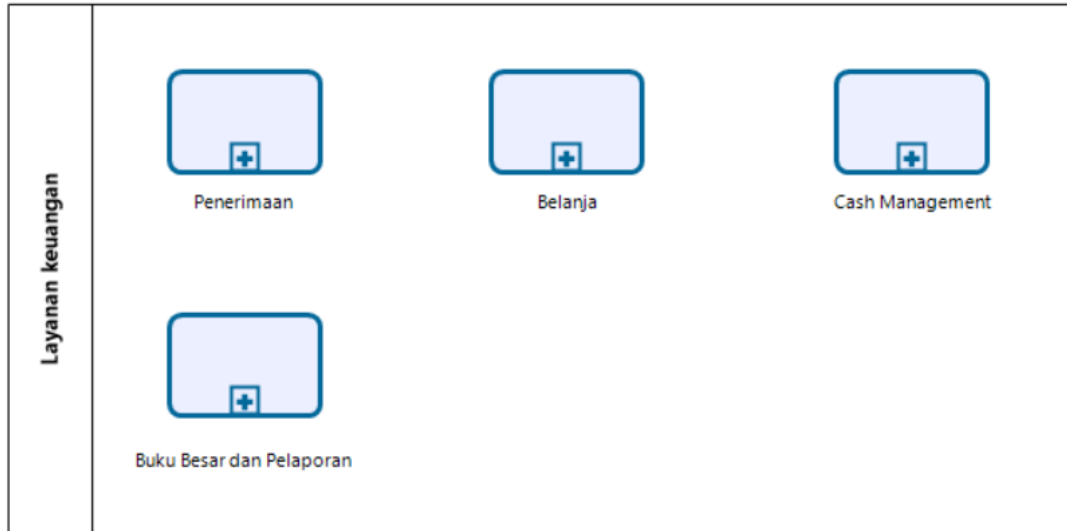 Layanan keuangan
Penerimaan
Belanja
Cash Management
Buku Besar dan Pelaporan